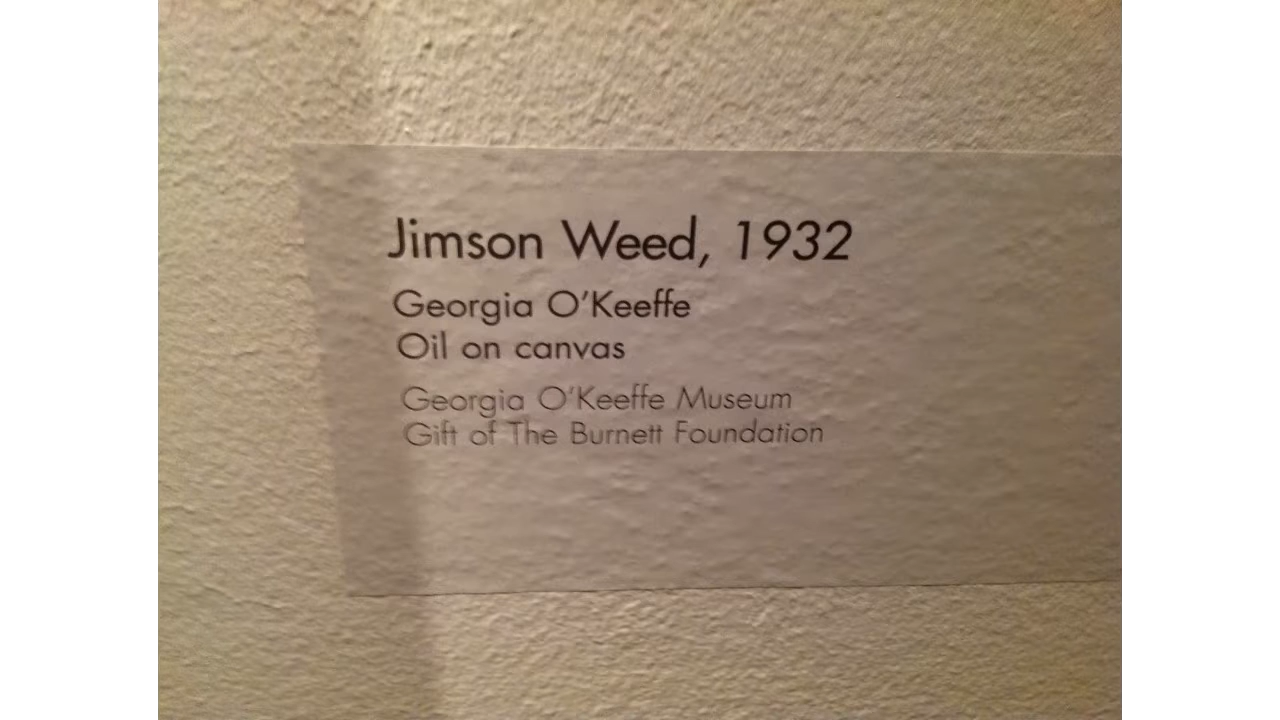 Jimson Weed, 1932
Georgia O'Keeffe
Oil on canvas
Georgia O'Keeffe Museum
Gift of The Burnett Foundation